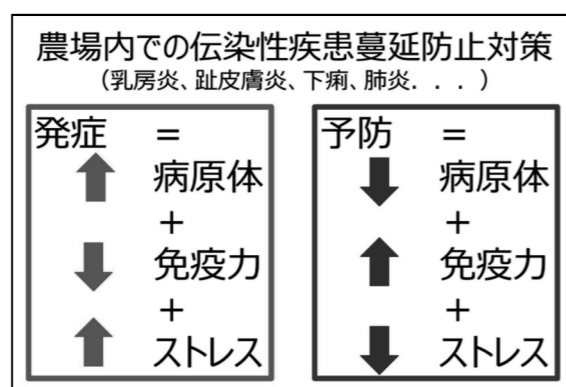 農場内での伝染性疾患蔓延防止対策
（乳房炎、趾皮膚炎、下痢、肺炎．．．）
発症 ＝
病原体
＋
免疫力
＋
ストレス
予防 ＝
病原体
＋
免疫力
＋
ストレス